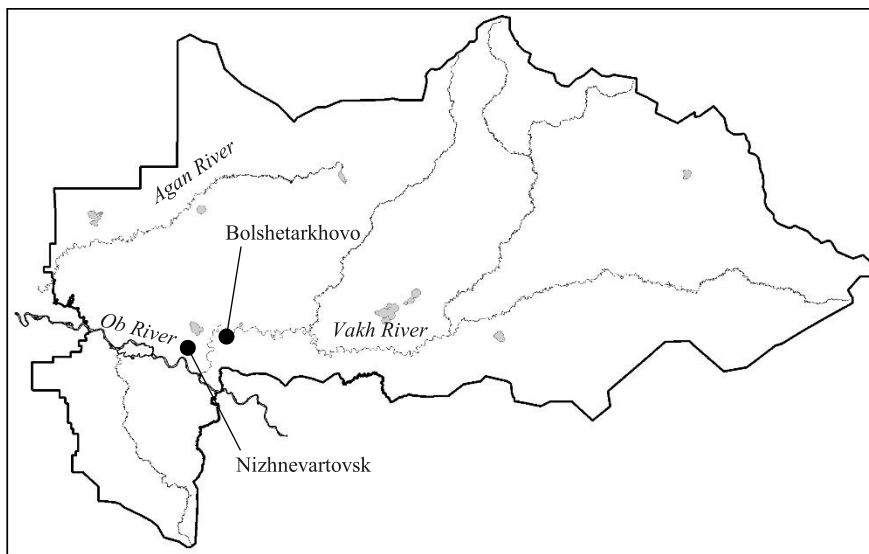 Agan River
Bolshetarkhovo
Ob River
Vakh River
Nizhnevartovsk